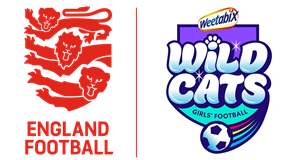 ENGLAND
FOOTBALL
Weetabix
WILD
CATS
GIRLS' FOOTBALL